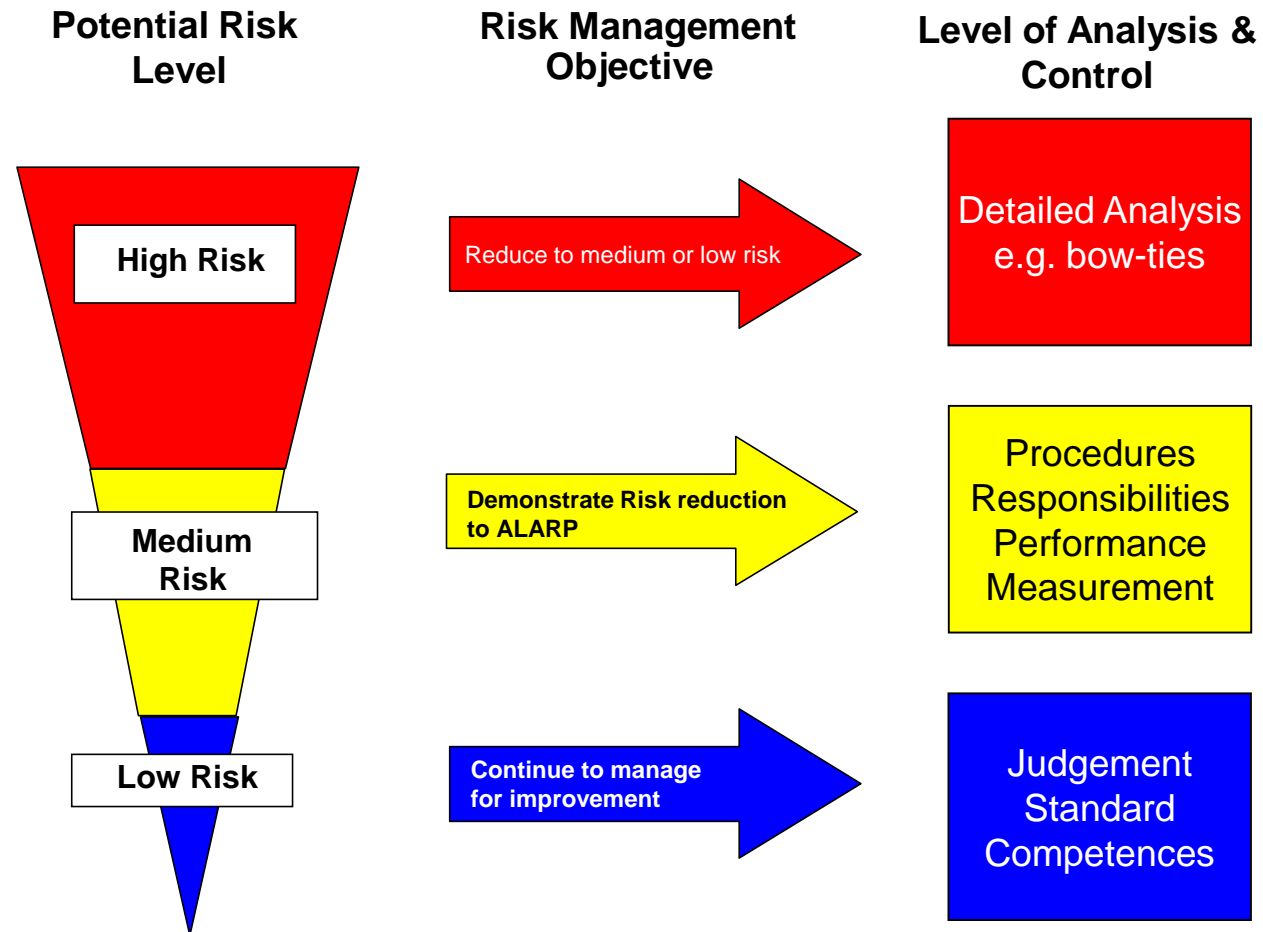 Potential Risk
Level
Risk Management
Objective
Level of Analysis &
Control
High Risk
Reduce to medium or low risk
Detailed Analysis
e.g. bow-ties
Medium
Risk
Demonstrate Risk reduction
to ALARP
Procedures
Responsibilities
Performance
Measurement
Low Risk
Continue to manage
for improvement
Judgement
Standard
Competences